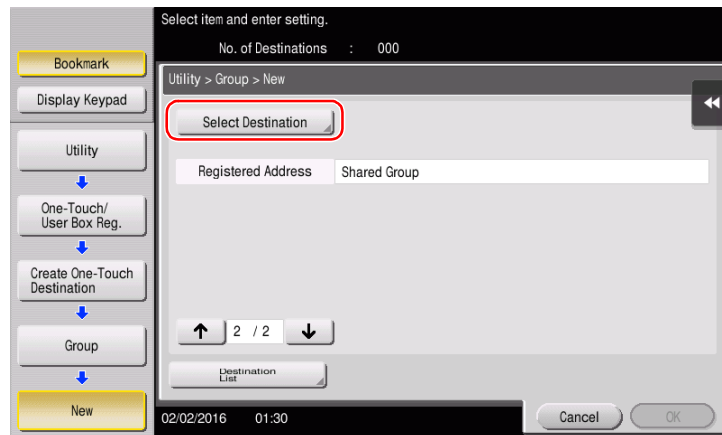 Select item and enter setting.
No. of Destinations : 000
Bookmark
Display Keypad
Utility
One-Touch/
User Box Reg.
Create One-Touch
Destination
Group
New
Utility > Group > New
Select Destination
Registered Address Shared Group
2 / 2
Destination
List
02/02/2016 01:30
Cancel
OK